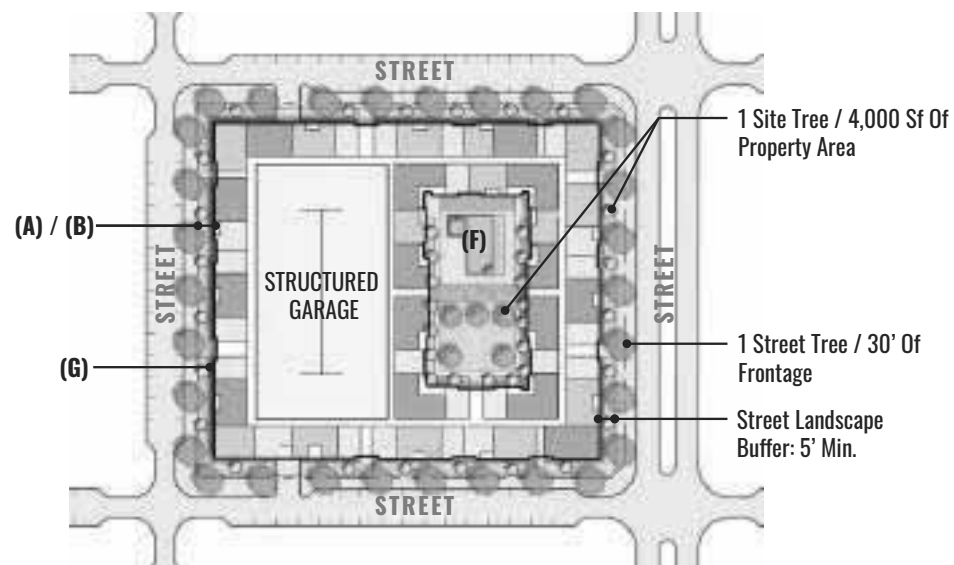 STREET
1 Site Tree / 4,000 Sf Of
Property Area
(A) / (B)
(F)
STREET
STRUCTURED
GARAGE
STREET
1 Street Tree / 30’ Of
Frontage
(G)
Street Landscape
Buffer: 5’ Min.
STREET